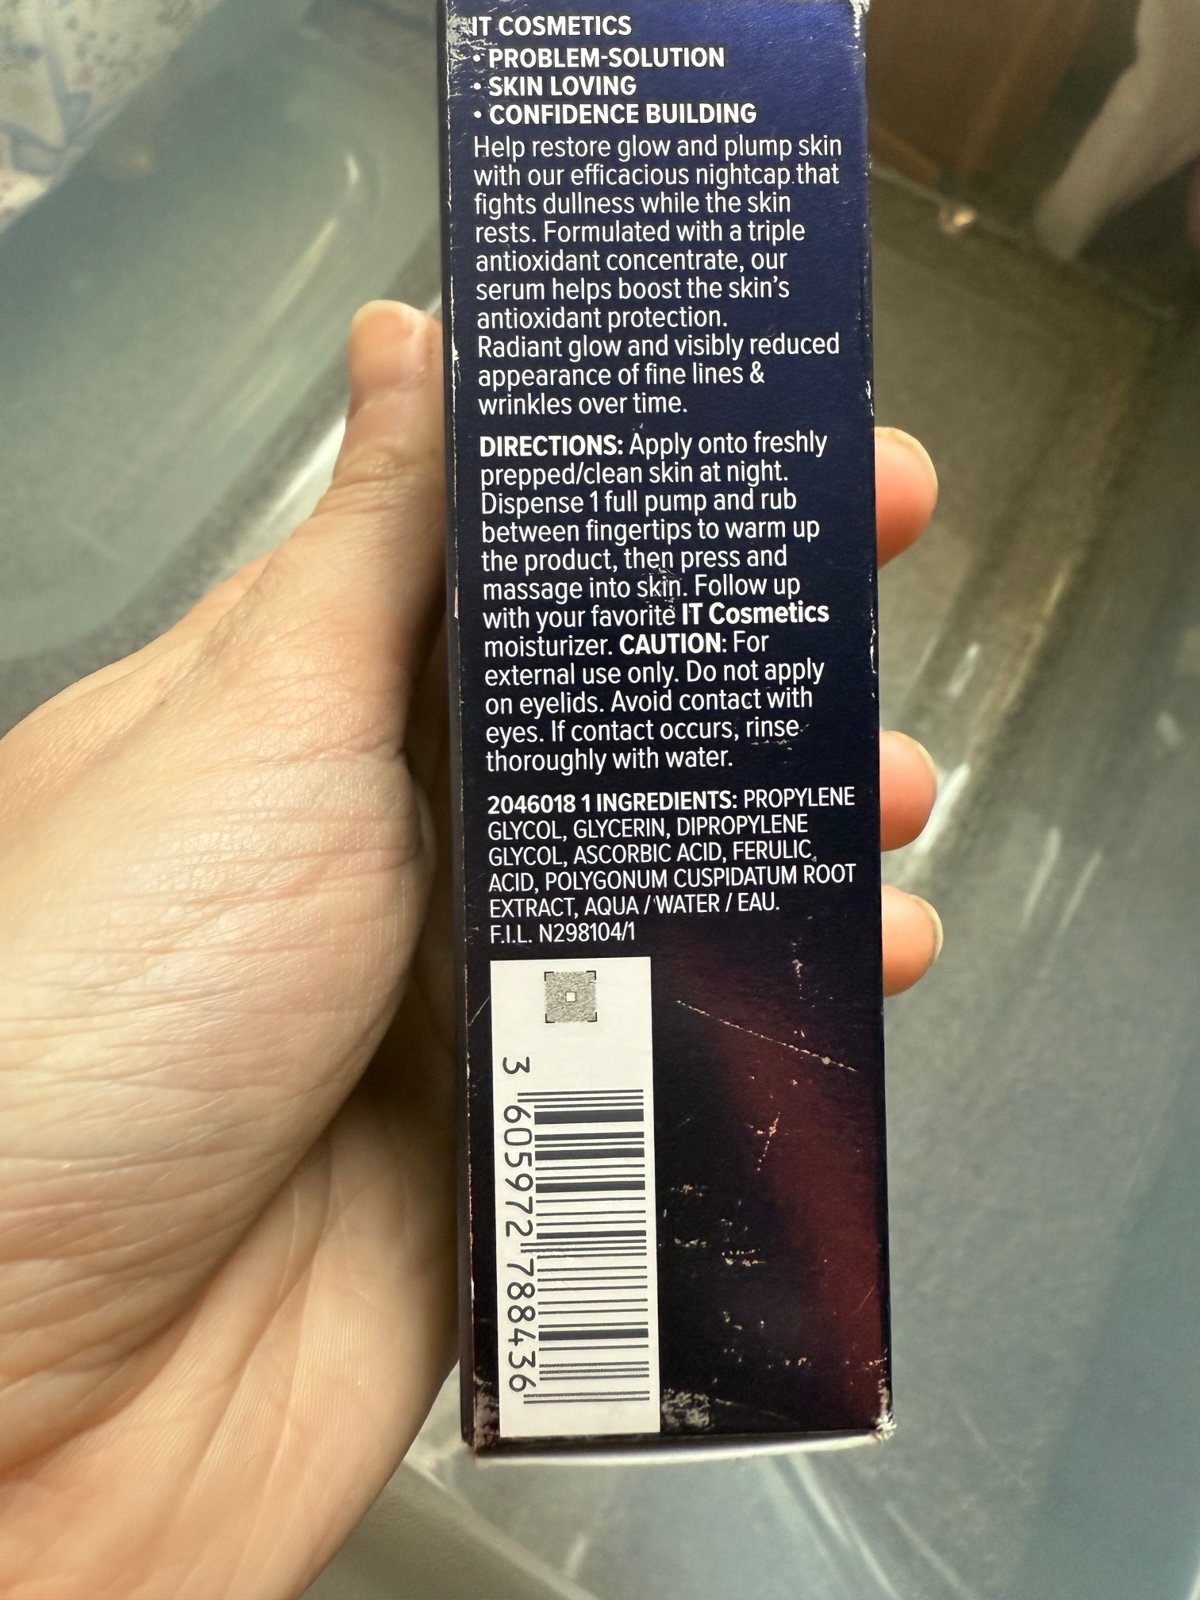 IT COSMETICS
• PROBLEM-SOLUTION
• SKIN LOVING
• CONFIDENCE BUILDING
Help restore glow and plump skin
with our efficacious nightcap that
fights dullness while the skin
rests. Formulated with a triple
antioxidant concentrate, our
serum helps boost the skin's
antioxidant protection.
Radiant glow and visibly reduced
appearance of fine lines &
wrinkles over time.
DIRECTIONS: Apply onto freshly
prepped/clean skin at night.
Dispense 1 full pump and rub
between fingertips to warm up
the product, then press and
massage into skin. Follow up
with your favorite IT Cosmetics
moisturizer. CAUTION: For
external use only. Do not apply
on eyelids. Avoid contact with
eyes. If contact occurs, rinse
thoroughly with water.
2046018 1 INGREDIENTS: PROPYLENE
GLYCOL, GLYCERIN, DIPROPYLENE
GLYCOL, ASCORBIC ACID, FERULIC
ACID, POLYGONUM CUSPIDATUM ROOT
EXTRACT, AQUA / WATER / EAU.
F.I.L. N298104/1
3 605972 788436